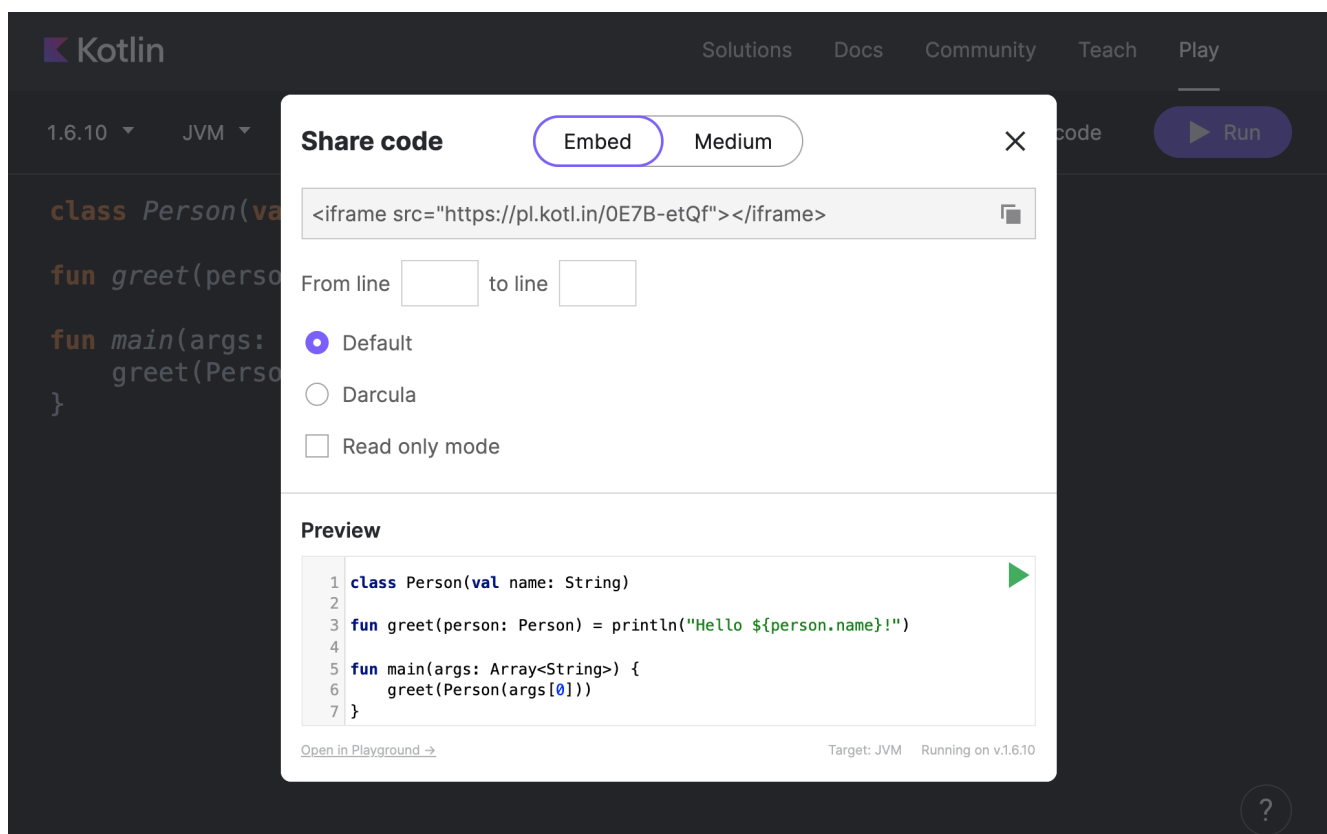 Kotlin
Solutions Docs Community Teach Play
1.6.10 JVM code Run
Share code Embed Medium
class Person(va
<iframe src="https://pl.kotl.in/0E7B-etQf"></iframe>
fun greet(perso
From line to line
fun main(args:
greet(Perso
}
Default
Darcula
Read only mode
Preview
1 class Person(val name: String)
2
3 fun greet(person: Person) = println("Hello ${person.name}!")
4
5 fun main(args: Array<String>) {
6 greet(Person(args[0]))
7 }
Open in Playground → Target: JVM Running on v.1.6.10
?